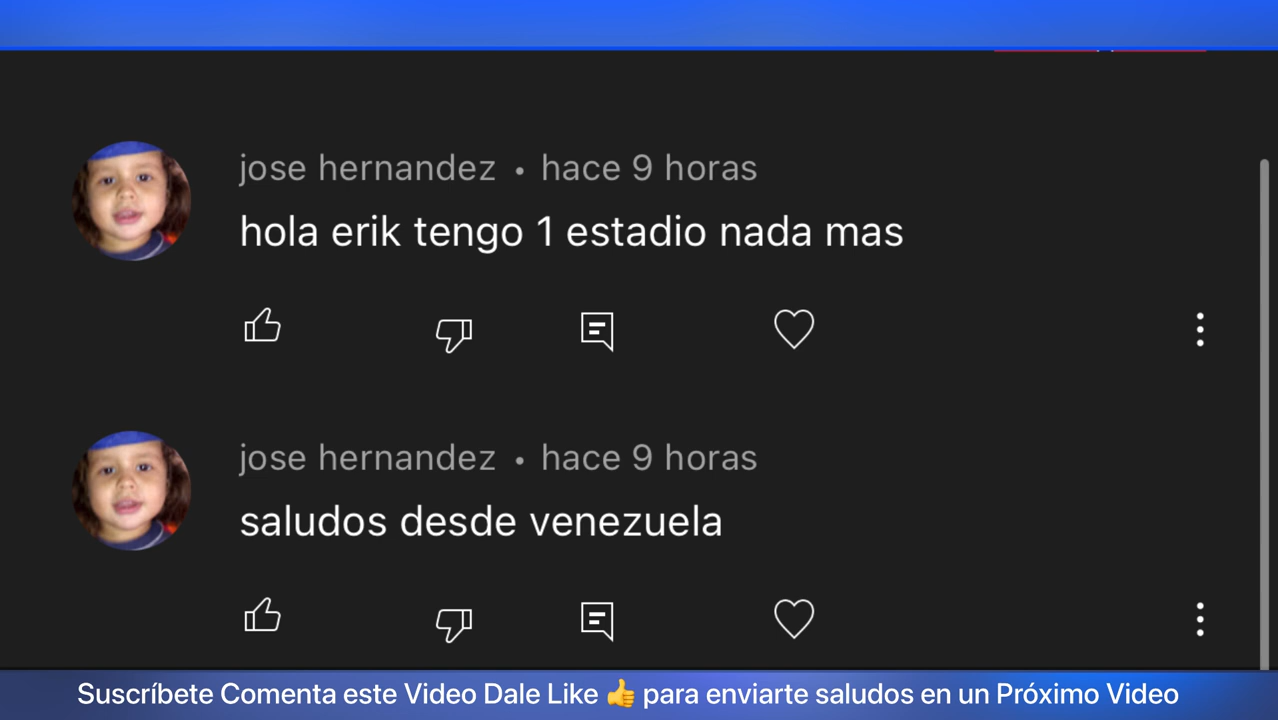 jose hernandez • hace 9 horas
hola erik tengo 1 estadio nada mas
jose hernandez • hace 9 horas
saludos desde venezuela
Suscríbete Comenta este Video Dale Like 👍 para enviarte saludos en un Próximo Video